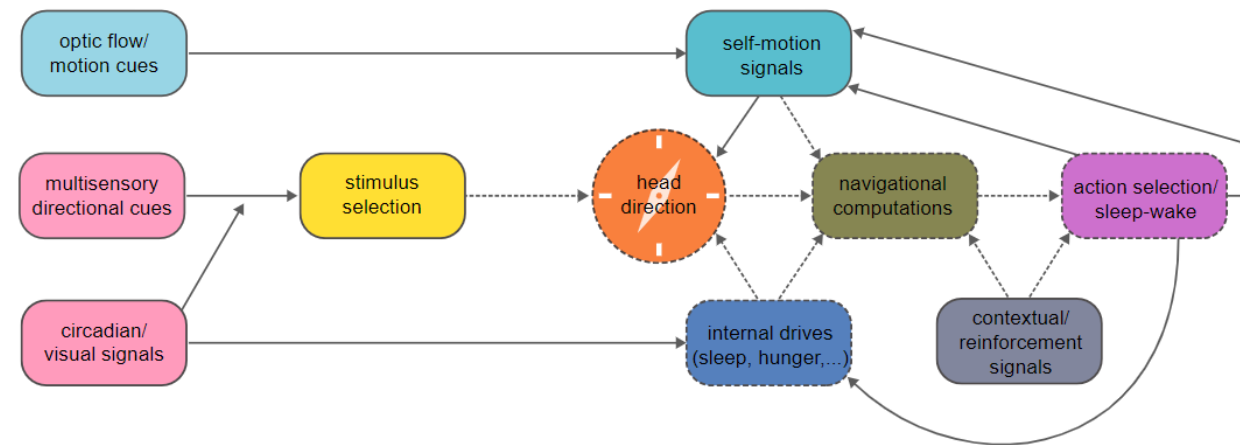 optic flow/
motion cues
self-motion
signals
multisensory
directional cues
stimulus
selection
head
direction
navigational
computations
action selection/
sleep-wake
circadian/
visual signals
internal drives
(sleep, hunger,...)
contextual/
reinforcement
signals